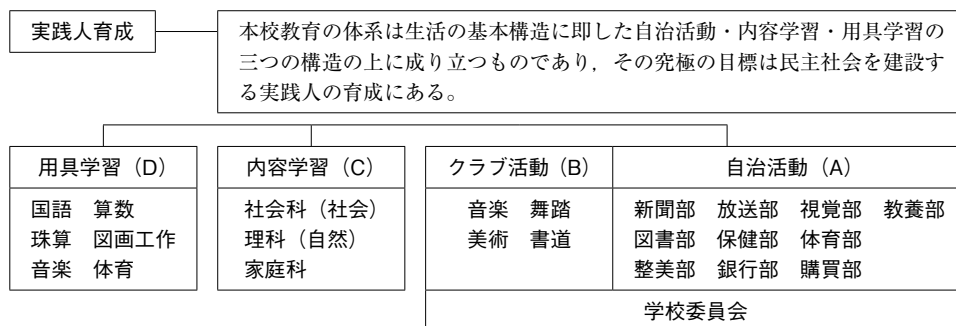 実践人育成
本校教育の体系は生活の基本構造に即した自治活動・内容学習・用具学習の
三つの構造の上に成り立つものであり，その究極の目標は民主社会を建設す
る実践人の育成にある。
用具学習（D）
国語 算数
珠算 図画工作
音楽 体育
内容学習（C）
社会科（社会）
理科（自然）
家庭科
クラブ活動（B）
音楽 舞踏
美術 書道
自治活動（A）
新聞部 放送部 視覚部 教養部
図書部 保健部 体育部
整美部 銀行部 購買部
学校委員会